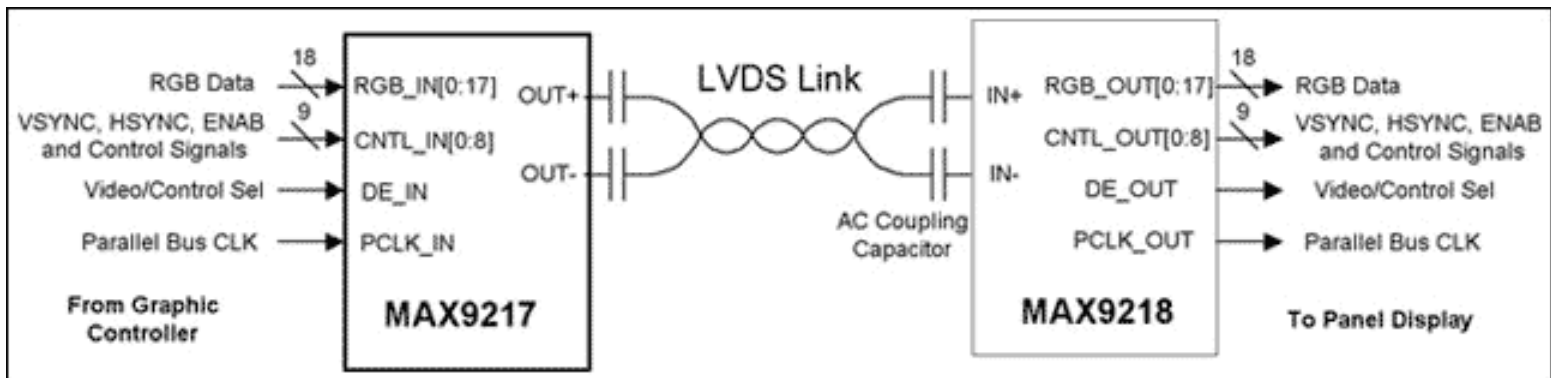 18
RGB Data
RGB_IN[0:17]
9
VSYNC, HSYNC, ENAB
and Control Signals
CNTL_IN[0:8]
Video/Control Sel
DE_IN
Parallel Bus CLK
PCLK_IN
From Graphic
Controller
MAX9217
OUT+
OUT-
LVDS Link
AC Coupling
Capacitor
IN+
IN-
RGB_OUT[0:17]
18
RGB Data
CNTL_OUT[0:8]
9
VSYNC, HSYNC, ENAB
and Control Signals
DE_OUT
Video/Control Sel
PCLK_OUT
Parallel Bus CLK
MAX9218
To Panel Display